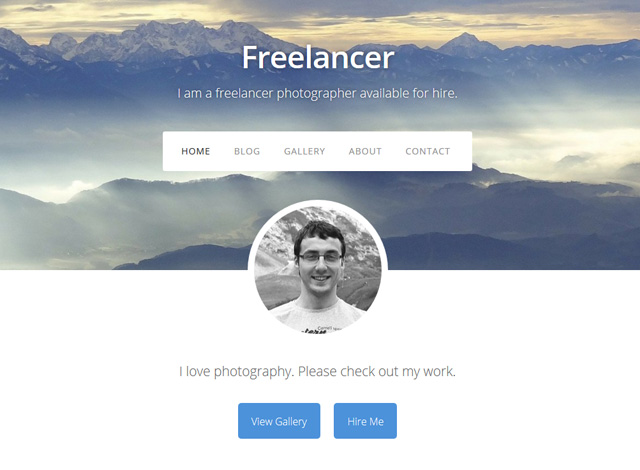 Freelancer
I am a freelancer photographer available for hire.
HOME BLOG GALLERY ABOUT CONTACT
I love photography. Please check out my work.
View Gallery Hire Me